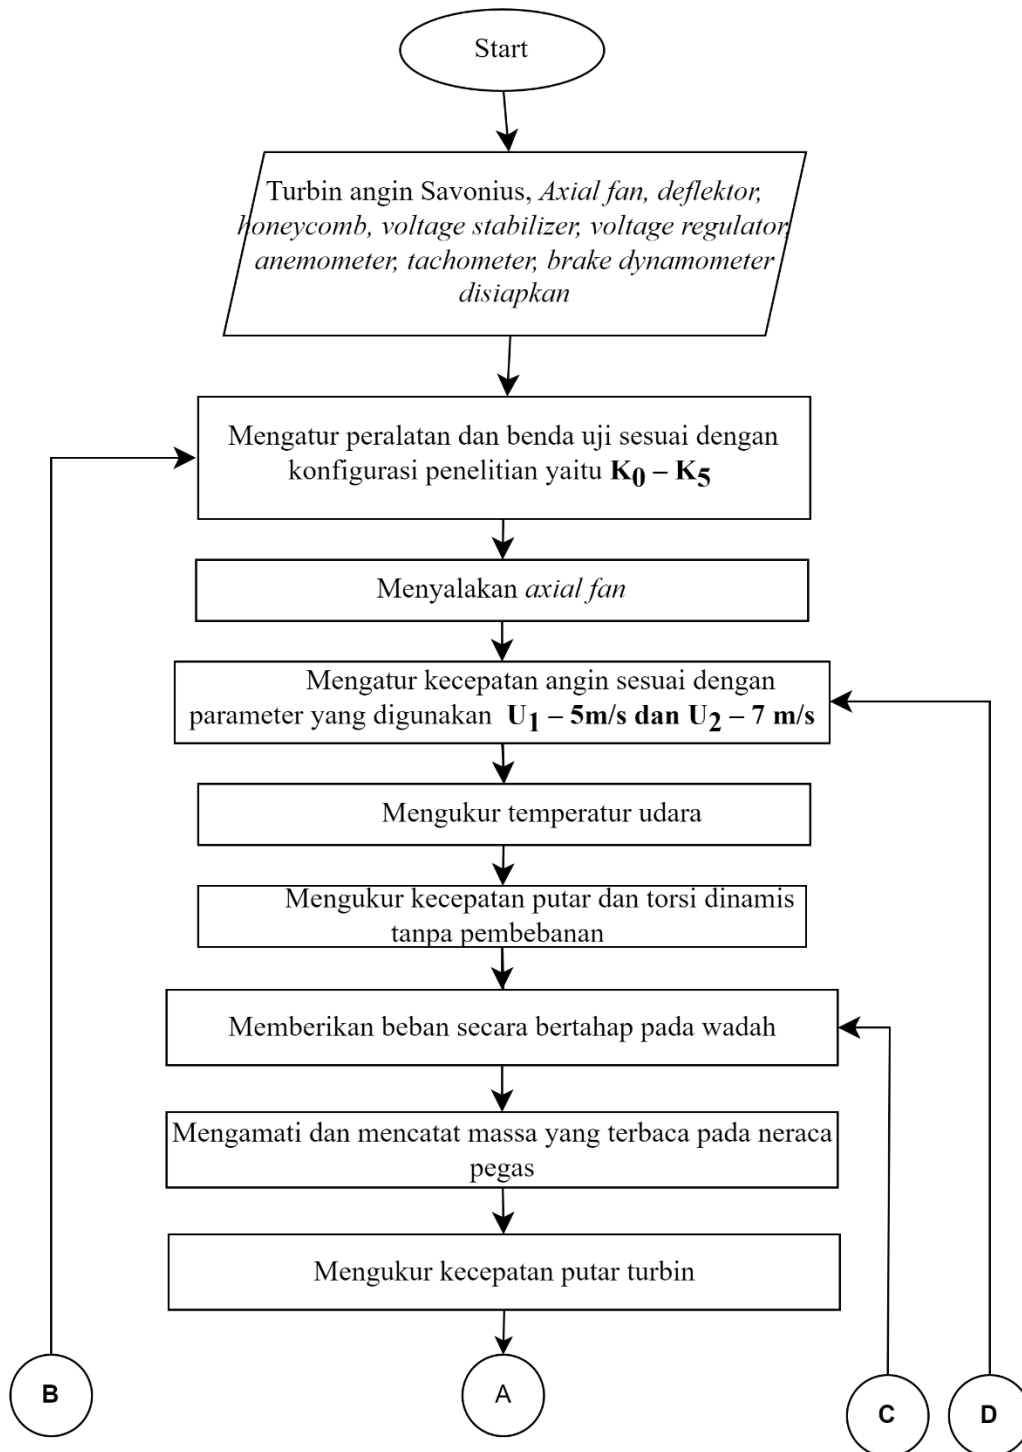 Start
Turbin angin Savonius, Axial fan, deflektor,
honeycomb, voltage stabilizer, voltage regulator,
anemometer, tachometer, brake dynamometer
disiapkan
Mengatur peralatan dan benda uji sesuai dengan
konfigurasi penelitian yaitu K0 – K5
Menyalakan axial fan
Mengatur kecepatan angin sesuai dengan
parameter yang digunakan U1 – 5m/s dan U2 – 7 m/s
Mengukur temperatur udara
Mengukur kecepatan putar dan torsi dinamis
tanpa pembebanan
Memberikan beban secara bertahap pada wadah
Mengamati dan mencatat massa yang terbaca pada neraca
pegas
Mengukur kecepatan putar turbin
B
A
C
D